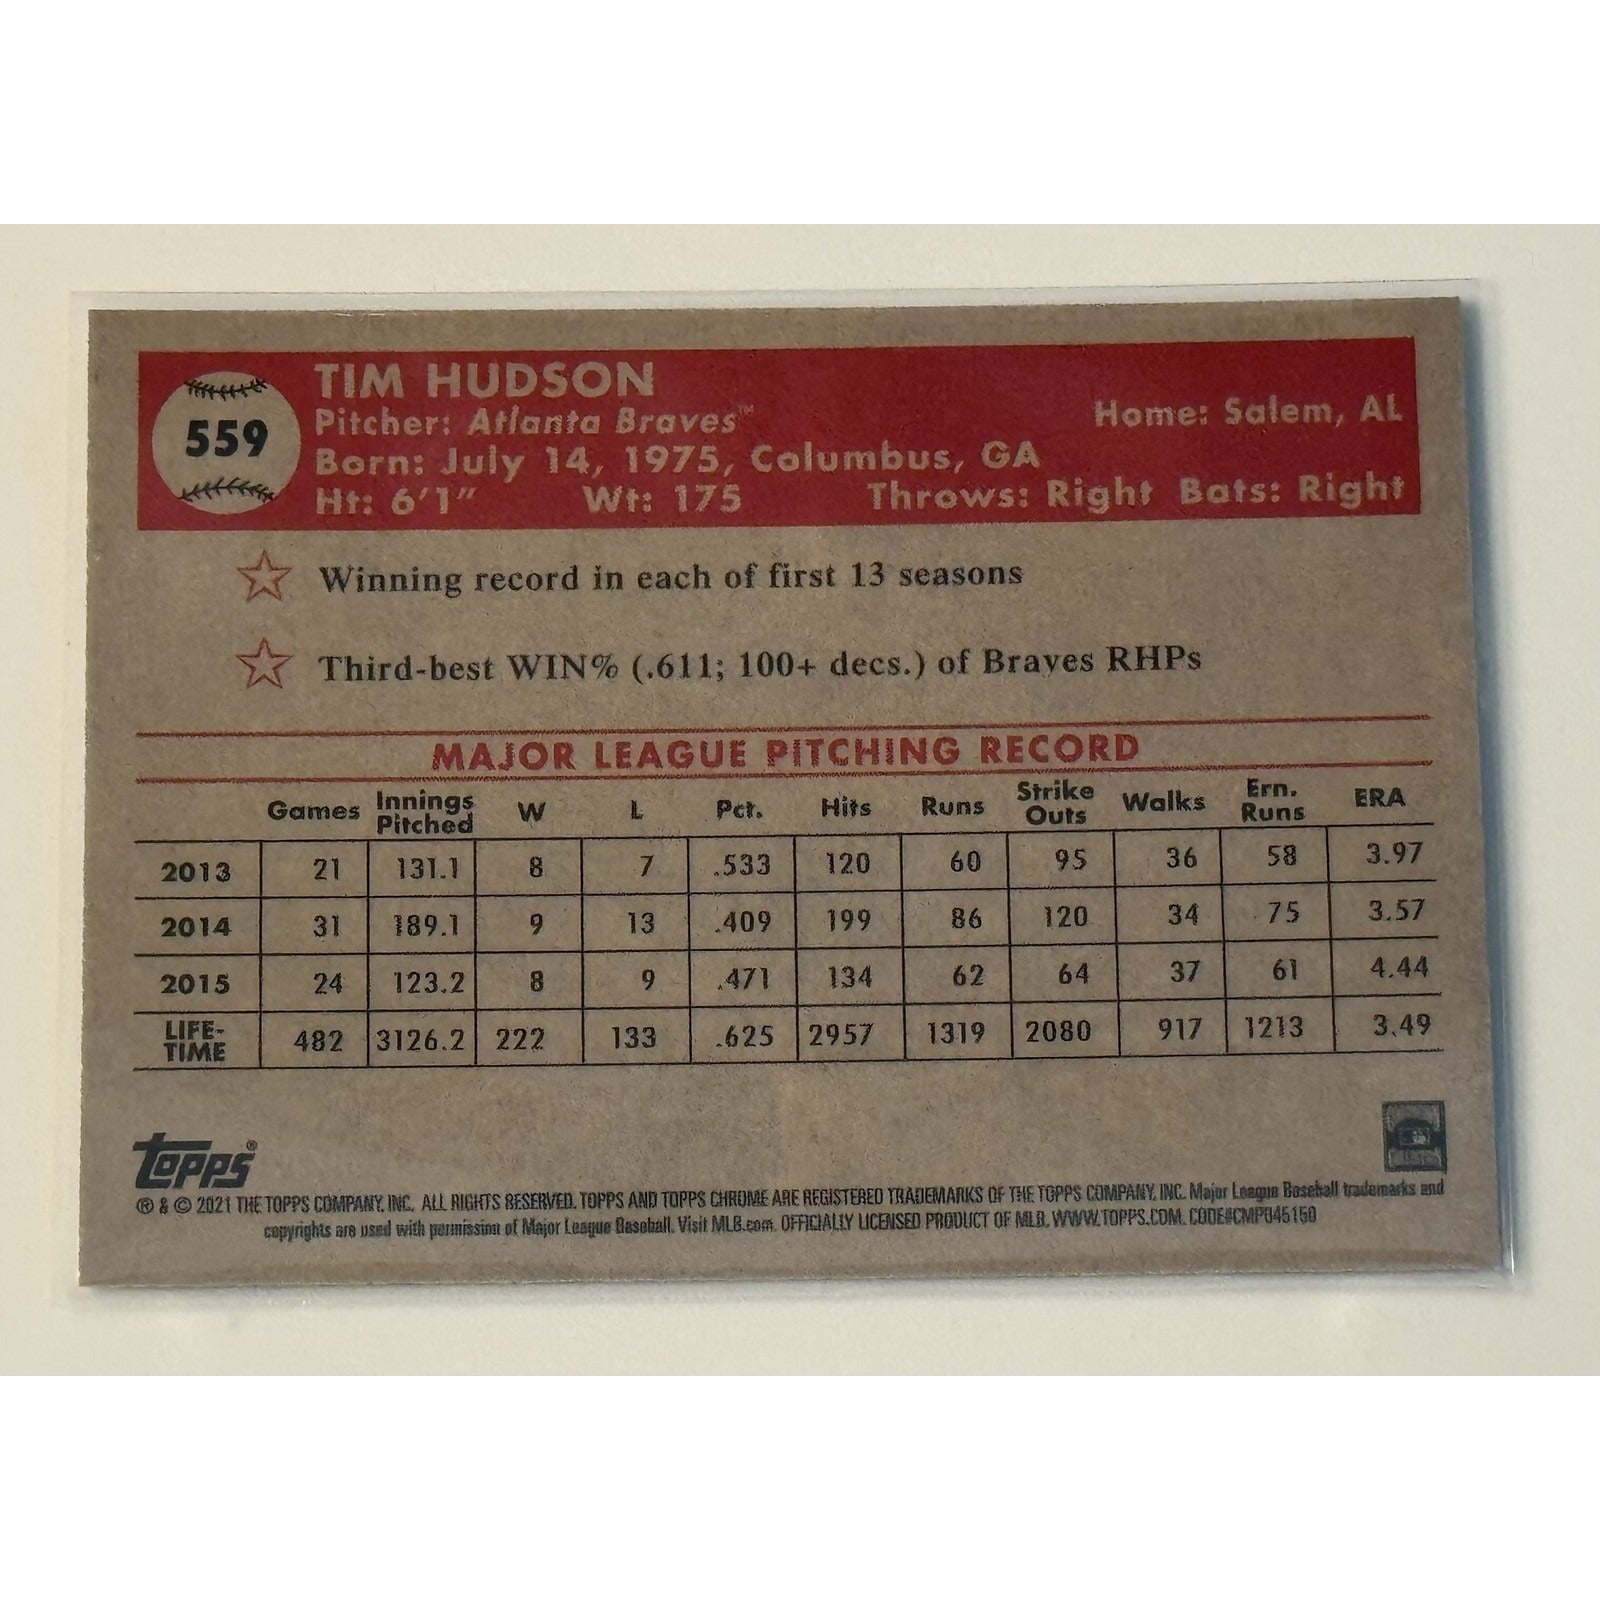 559
TIM HUDSON
Pitcher: Atlanta Braves™
Home: Salem, AL
Born: July 14, 1975, Columbus, GA
Ht: 6'1" Wt: 175 Throws: Right Bats: Right
Winning record in each of first 13 seasons
Third-best WIN% (.611; 100+ decs.) of Braves RHPs
MAJOR LEAGUE PITCHING RECORD
Games Innings Pitched W L Pct. Hits Runs Strike Outs Walks Ern. Runs ERA
2013 21 131.1 8 7 .533 120 60 95 36 58 3.97
2014 31 189.1 9 13 .409 199 86 120 34 75 3.57
2015 24 123.2 8 9 .471 134 62 64 37 61 4.44
LIFE-TIME 482 3126.2 222 133 .625 2957 1319 2080 917 1213 3.49
Topps®
® & © 2021 THE TOPPS COMPANY, INC. ALL RIGHTS RESERVED. TOPPS AND TOPPS CHROME ARE REGISTERED TRADEMARKS OF THE TOPPS COMPANY, INC. Major League Baseball trademarks and
copyrights are used with permission of Major League Baseball. Visit MLB.com. OFFICIALLY LICENSED PRODUCT OF MLB. WWW.TOPPS.COM. CODE#CMP045150